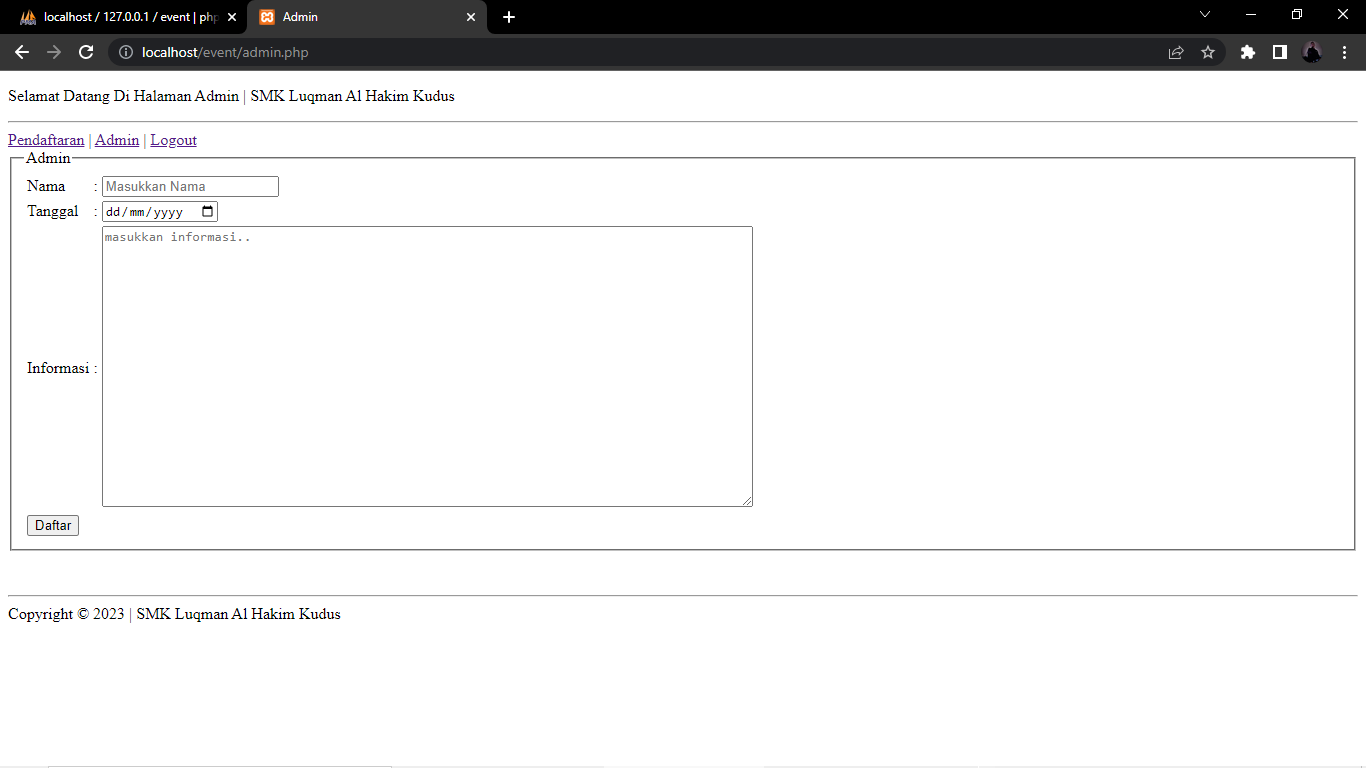 localhost / 127.0.0.1 / event | php
Admin
localhost/event/admin.php
Selamat Datang Di Halaman Admin | SMK Luqman Al Hakim Kudus
Pendaftaran | Admin | Logout
Admin
Nama : Masukkan Nama
Tanggal : dd/mm/yyyy
masukkan informasi..
Informasi :
Daftar
Copyright © 2023 | SMK Luqman Al Hakim Kudus